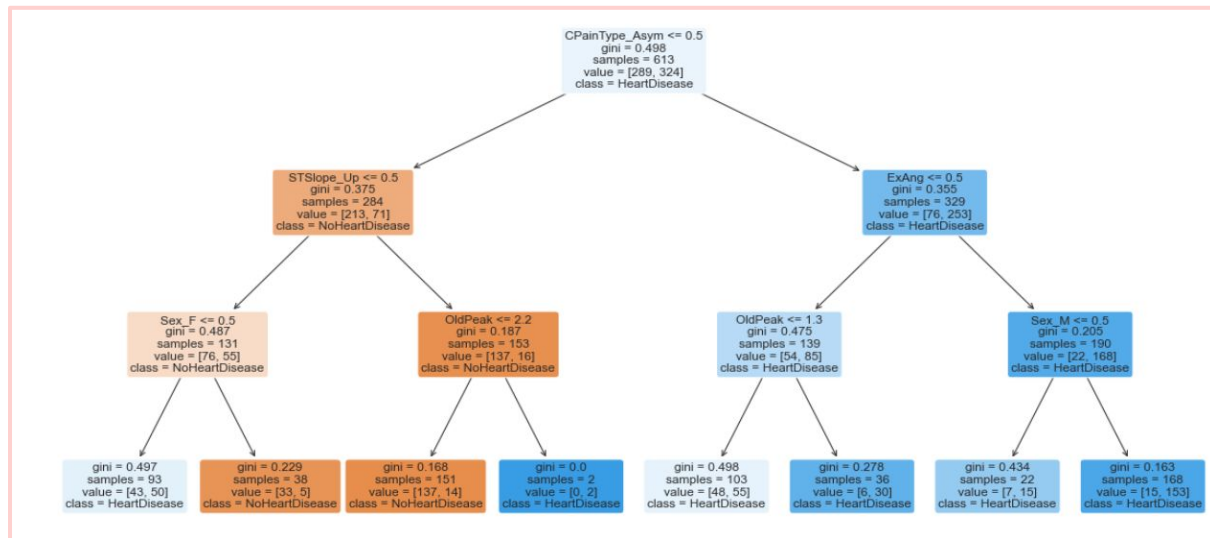 CPainType_Asym <= 0.5
gini = 0.498
samples = 613
value = [289, 324]
class = HeartDisease
STSlope_Up <= 0.5
gini = 0.375
samples = 284
value = [213, 71]
class = NoHeartDisease
ExAng <= 0.5
gini = 0.355
samples = 329
value = [76, 253]
class = HeartDisease
Sex_F <= 0.5
gini = 0.487
samples = 131
value = [76, 55]
class = NoHeartDisease
OldPeak <= 2.2
gini = 0.187
samples = 153
value = [137, 16]
class = NoHeartDisease
OldPeak <= 1.3
gini = 0.475
samples = 139
value = [54, 85]
class = HeartDisease
Sex_M <= 0.5
gini = 0.205
samples = 190
value = [22, 168]
class = HeartDisease
gini = 0.497
samples = 93
value = [43, 50]
class = HeartDisease
gini = 0.229
samples = 38
value = [33, 5]
class = NoHeartDisease
gini = 0.168
samples = 151
value = [137, 14]
class = NoHeartDisease
gini = 0.0
samples = 2
value = [0, 2]
class = HeartDisease
gini = 0.498
samples = 103
value = [48, 55]
class = HeartDisease
gini = 0.278
samples = 36
value = [6, 30]
class = HeartDisease
gini = 0.434
samples = 22
value = [7, 15]
class = HeartDisease
gini = 0.163
samples = 168
value = [15, 153]
class = HeartDisease